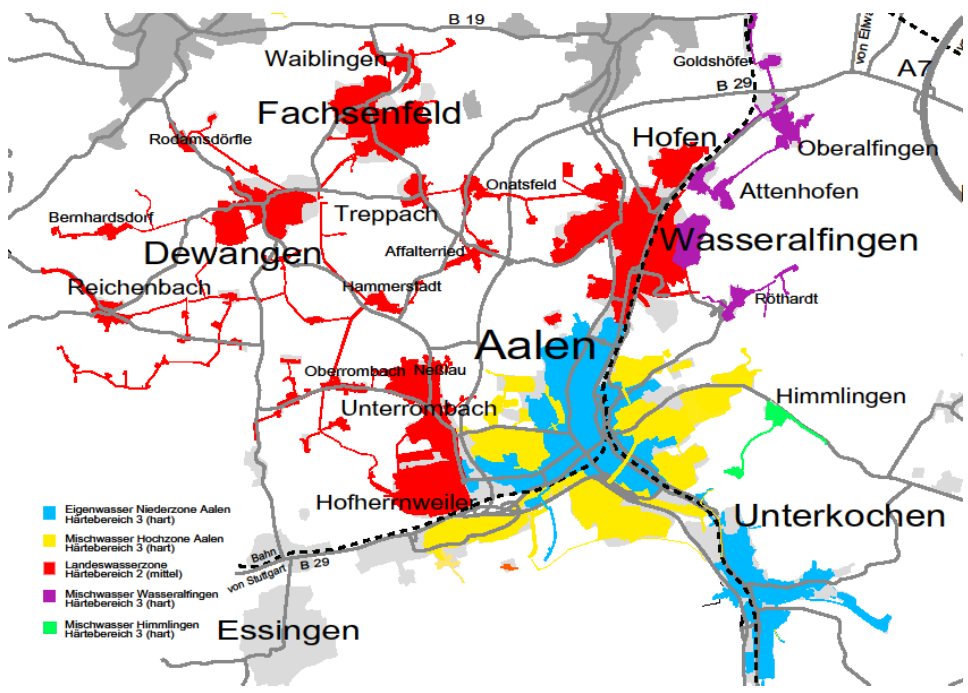 B 19
von Ellw
Waiblingen
Goldshöfe
A7
B 29
Fachsenfeld
Rodamsdörfle
Hofen
Oberalfingen
Onatsfeld
Attenhofen
Bernhardsdorf
Treppach
Wasseralfingen
Dewangen
Affalterried
Reichenbach
Hammerstadt
Röthardt
Aalen
Oberrombach
Neßlau
Himmlingen
Unterrombach
Hofherrnweiler
Unterkochen
Eigenwasser Niederzone Aalen
Härtebereich 3 (hart)
Mischwasser Hochzone Aalen
Härtebereich 3 (hart)
Landeswasserzone
Härtebereich 2 (mittel)
Mischwasser Wasseralfingen
Härtebereich 3 (hart)
Mischwasser Himmlingen
Härtebereich 3 (hart)
Bahn
von Stuttgart
B 29
Essingen